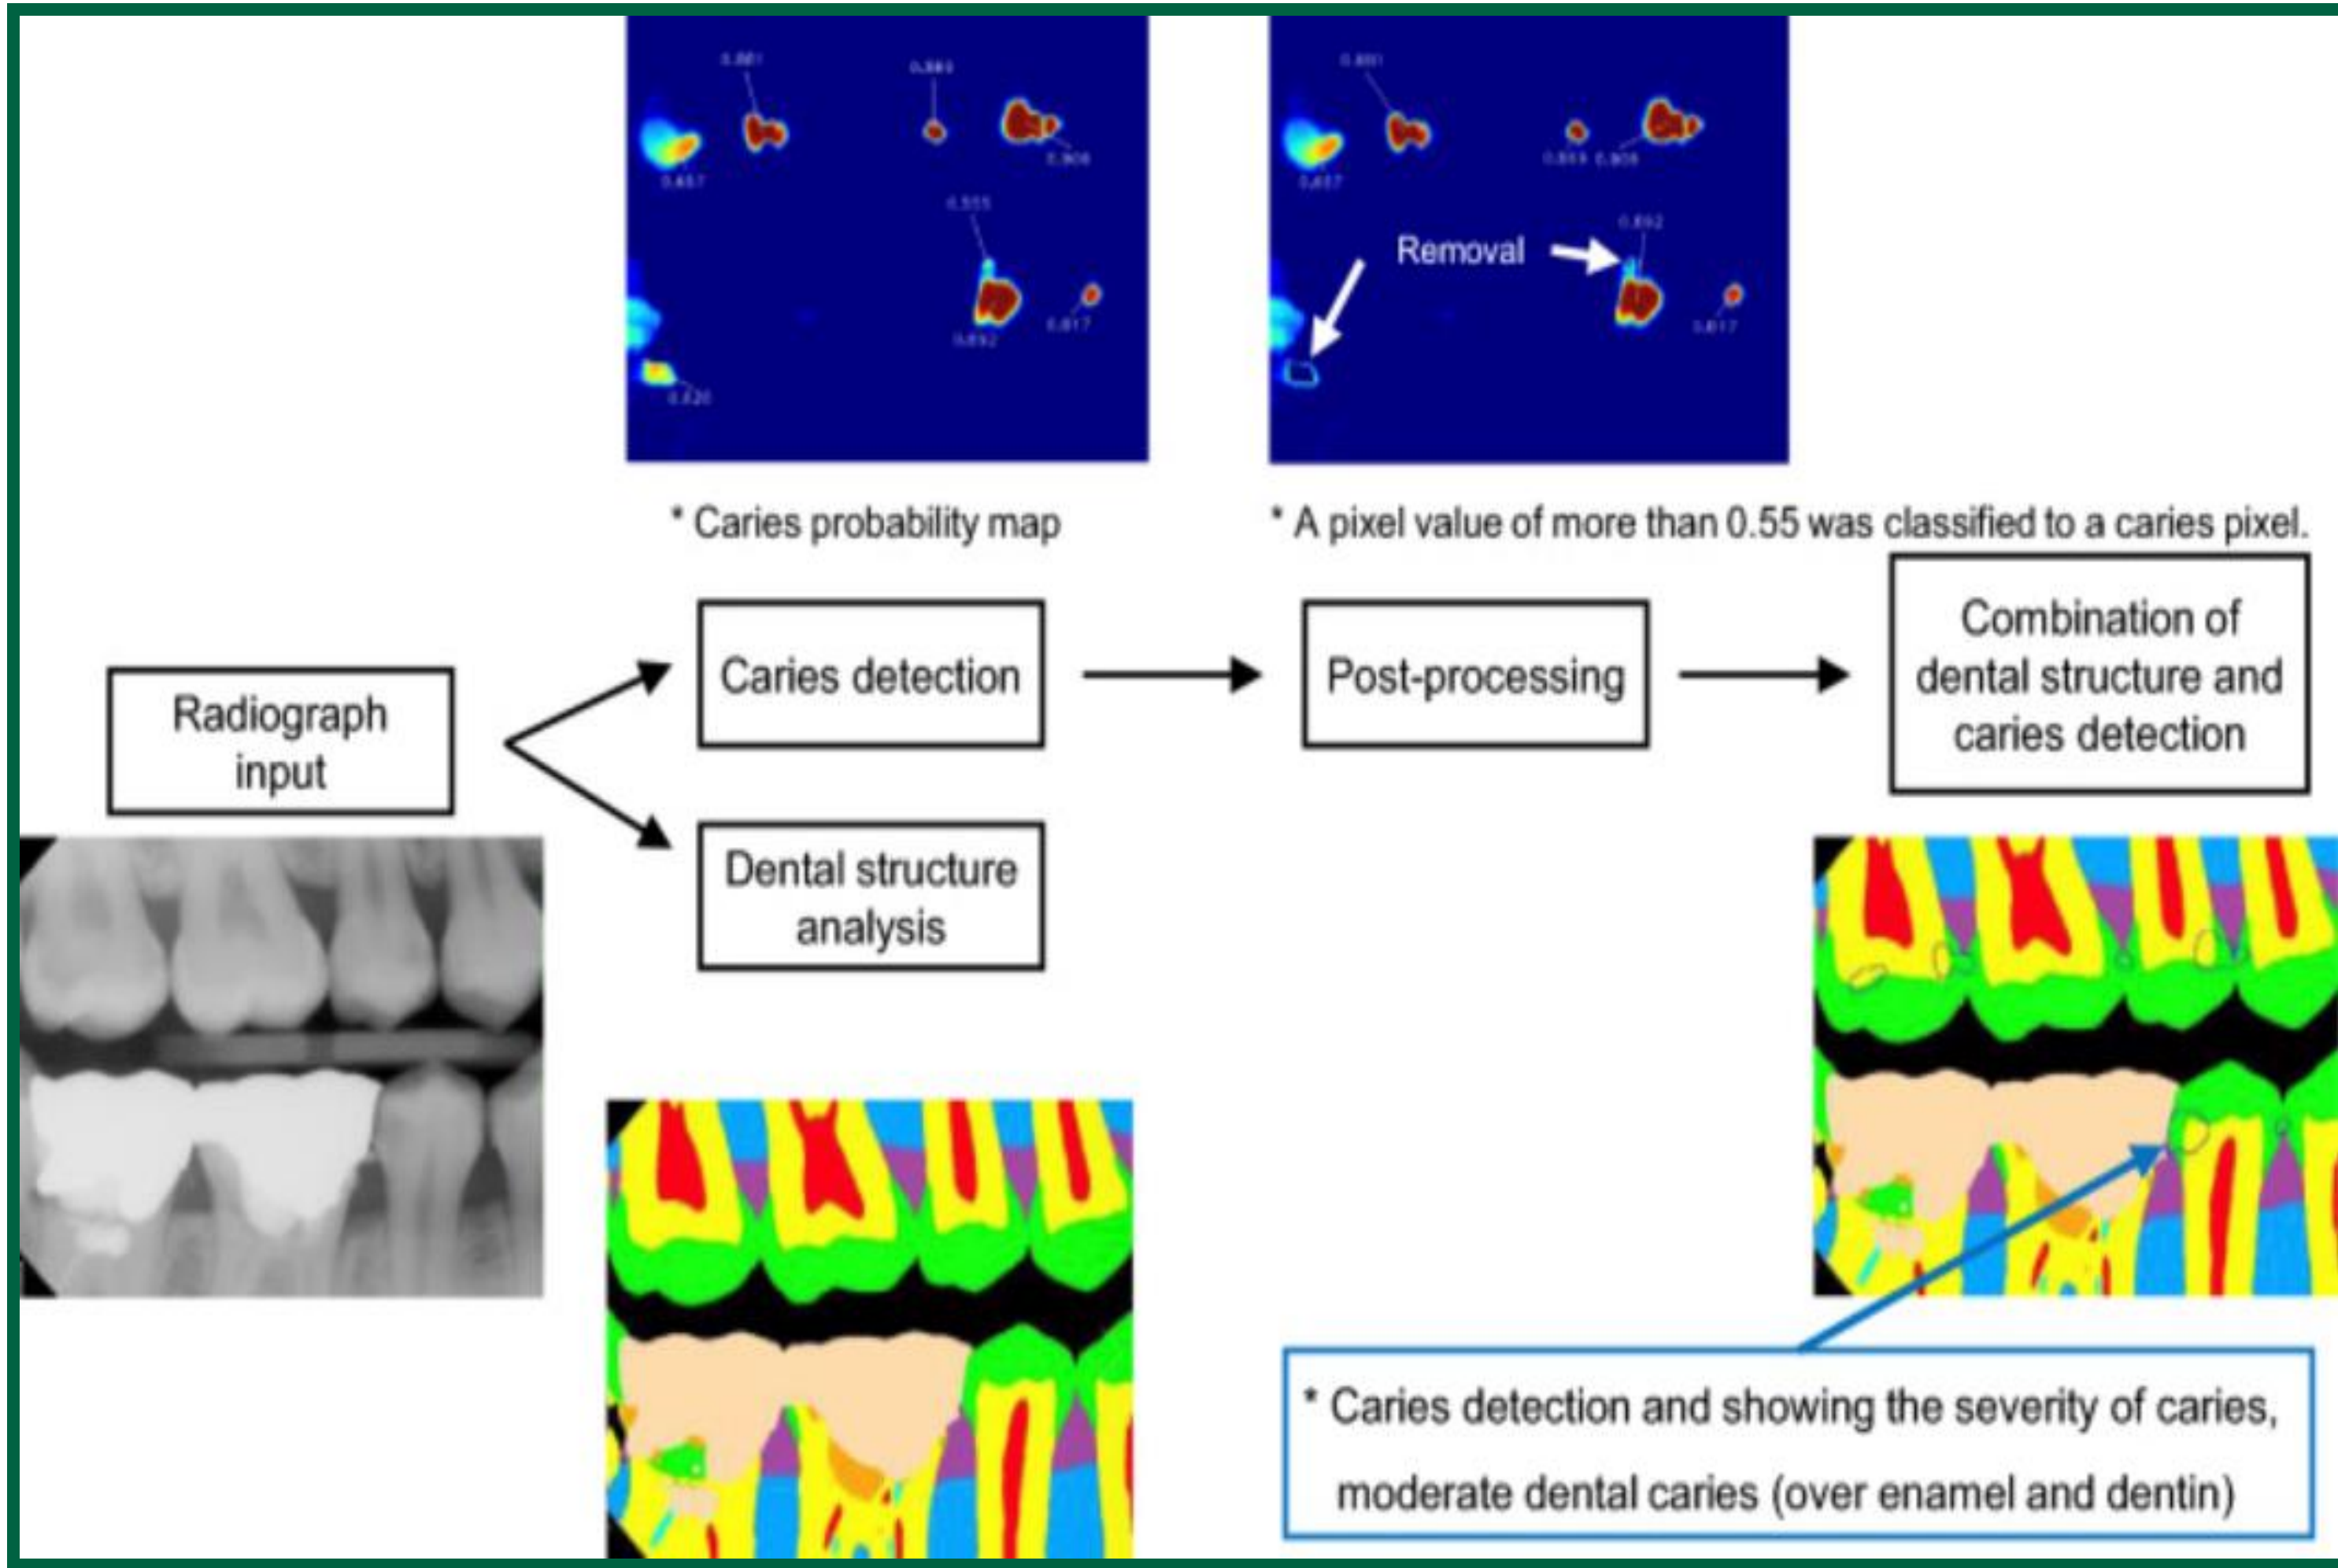 Removal
* Caries probability map
* A pixel value of more than 0.55 was classified to a caries pixel.
Radiograph
input
Caries detection
Dental structure
analysis
Post-processing
Combination of
dental structure and
caries detection
* Caries detection and showing the severity of caries,
moderate dental caries (over enamel and dentin)